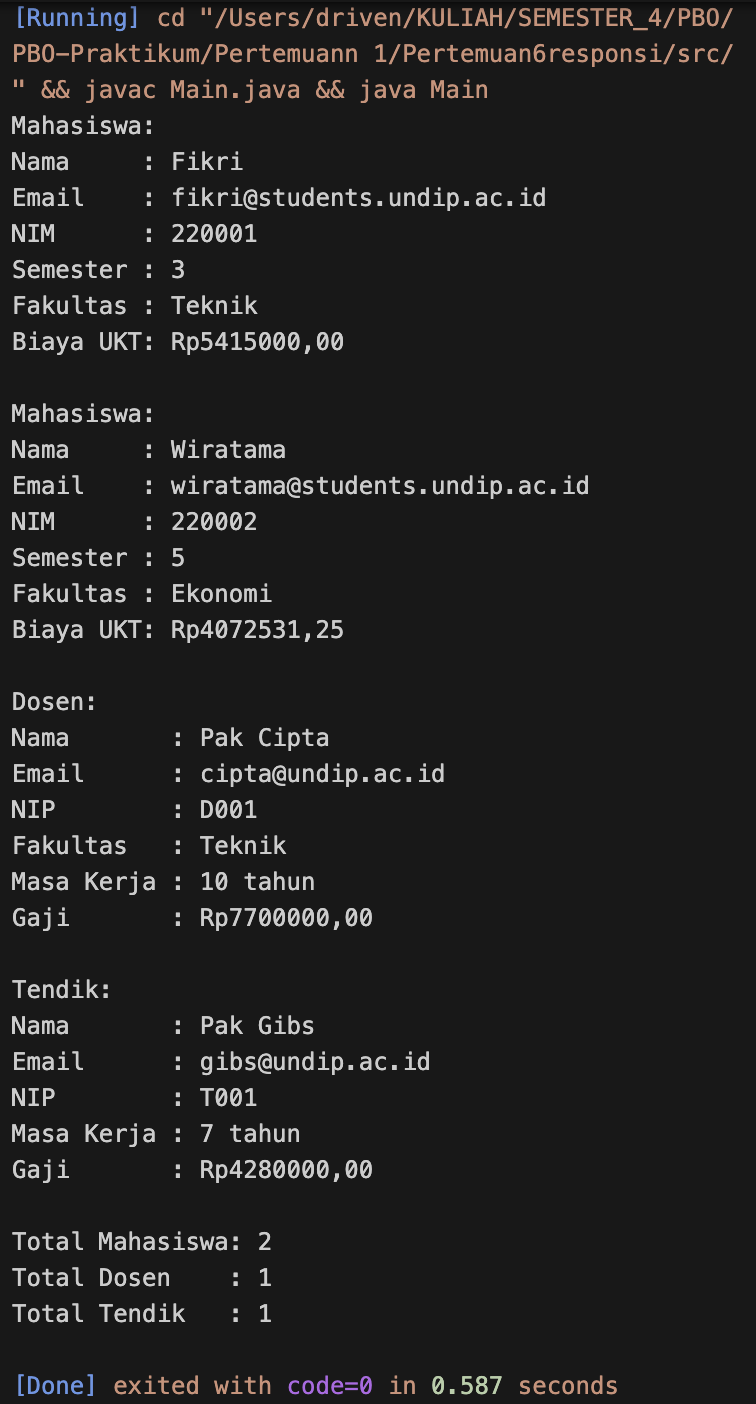 [Running] cd "/Users/driven/KULIAH/SEMESTER_4/PBO/
PBO-Praktikum/Pertemuann 1/Pertemuan6responsi/src/
" && javac Main.java && java Main
Mahasiswa:
Nama     : Fikri
Email    : fikri@students.undip.ac.id
NIM      : 220001
Semester : 3
Fakultas : Teknik
Biaya UKT: Rp5415000,00

Mahasiswa:
Nama     : Wiratama
Email    : wiratama@students.undip.ac.id
NIM      : 220002
Semester : 5
Fakultas : Ekonomi
Biaya UKT: Rp4072531,25

Dosen:
Nama       : Pak Cipta
Email      : cipta@undip.ac.id
NIP        : D001
Fakultas   : Teknik
Masa Kerja : 10 tahun
Gaji       : Rp7700000,00

Tendik:
Nama       : Pak Gibs
Email      : gibs@undip.ac.id
NIP        : T001
Masa Kerja : 7 tahun
Gaji       : Rp4280000,00

Total Mahasiswa: 2
Total Dosen    : 1
Total Tendik   : 1

[Done] exited with code=0 in 0.587 seconds